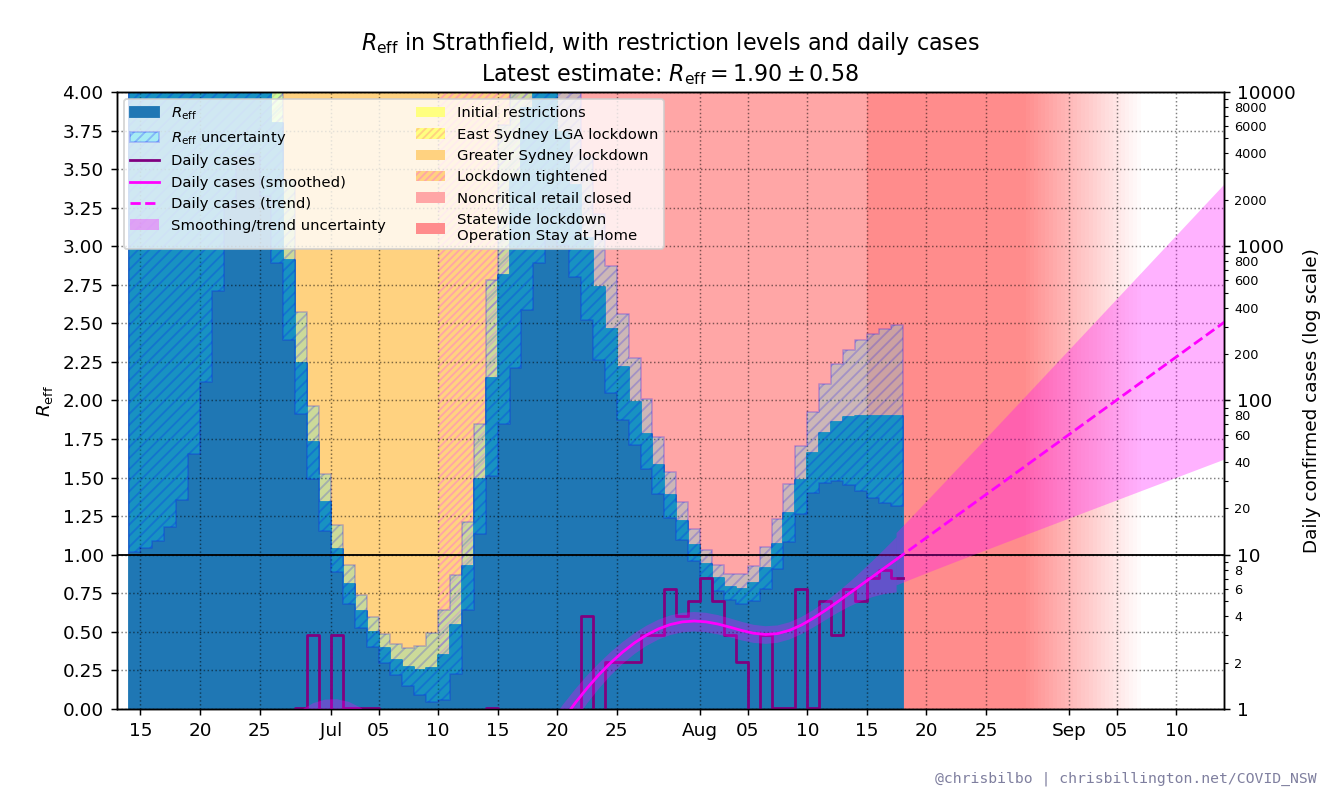 Reff in Strathfield, with restriction levels and daily cases
Latest estimate: Reff = 1.90 ± 0.58
Reff
Reff uncertainty
Daily cases
Daily cases (smoothed)
Daily cases (trend)
Smoothing/trend uncertainty
Initial restrictions
East Sydney LGA lockdown
Greater Sydney lockdown
Lockdown tightened
Noncritical retail closed
Statewide lockdown
Operation Stay at Home
Reff
4.00
3.75
3.50
3.25
3.00
2.75
2.50
2.25
2.00
1.75
1.50
1.25
1.00
0.75
0.50
0.25
0.00
15 20 25 Jul 05 10 15 20 25 Aug 05 10 15 20 25 Sep 05 10
10000
8000
6000
4000
2000
1000
800
600
400
200
100
80
60
40
20
10
8
6
4
2
1
Daily confirmed cases (log scale)
@chrisbilbo | chrisbillington.net/COVID_NSW